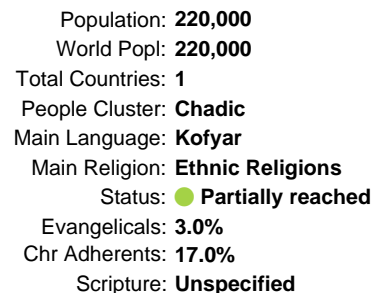 Population: 220,000
World Popl: 220,000
Total Countries: 1
People Cluster: Chadic
Main Language: Kofyar
Main Religion: Ethnic Religions
Status: Partially reached
Evangelicals: 3.0%
Chr Adherents: 17.0%
Scripture: Unspecified